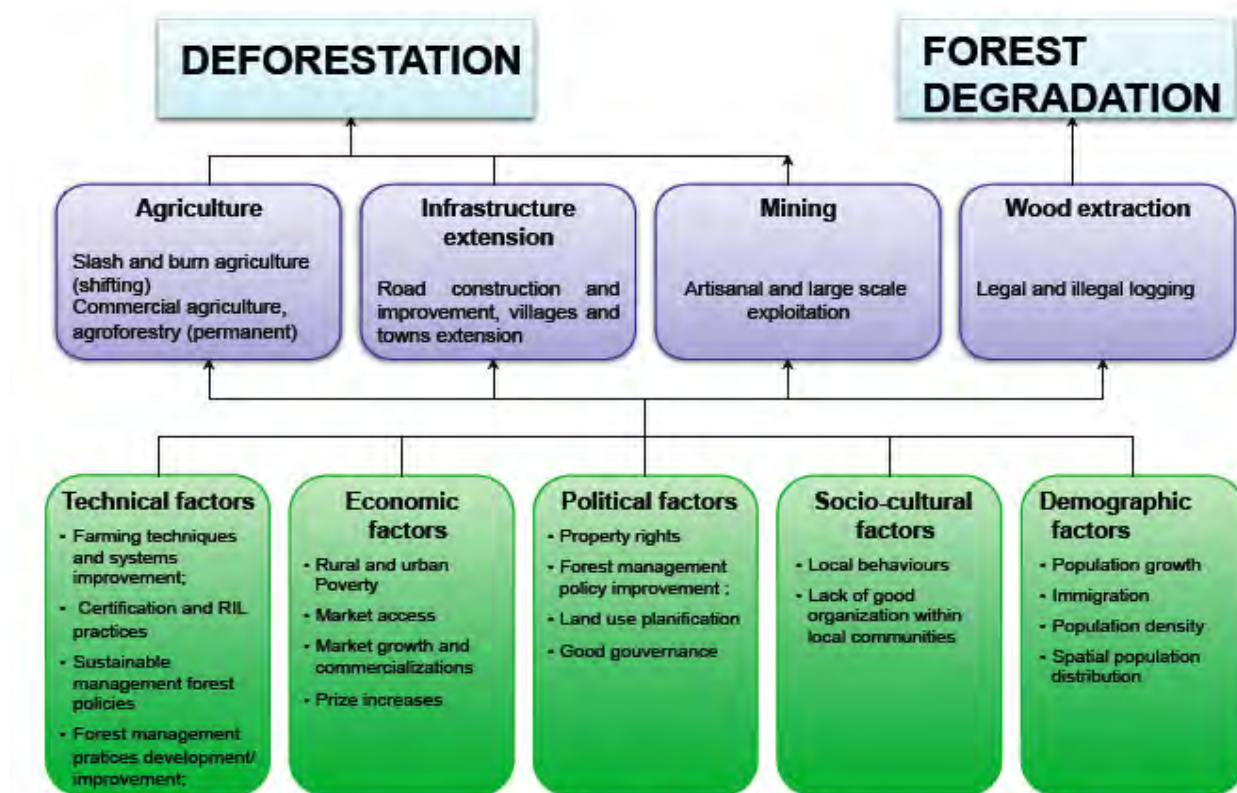 DEFORESTATION
FOREST
DEGRADATION
Agriculture
Slash and burn agriculture
(shifting)
Commercial agriculture,
agroforestry (permanent)
Infrastructure
extension
Road construction and
improvement, villages and
towns extension
Mining
Artisanal and large scale
exploitation
Wood extraction
Legal and illegal logging
Technical factors
- Farming techniques
and systems
improvement;
- Certification and RIL
practices
- Sustainable
management forest
policies
- Forest management
pratices development/
improvement;
Economic
factors
- Rural and urban
Poverty
- Market access
- Market growth and
commercializations
- Prize increases
Political factors
- Property rights
- Forest management
policy improvement ;
- Land use planification
- Good gouvernance
Socio-cultural
factors
- Local behaviours
- Lack of good
organization within
local communities
Demographic
factors
- Population growth
- Immigration
- Population density
- Spatial population
distribution